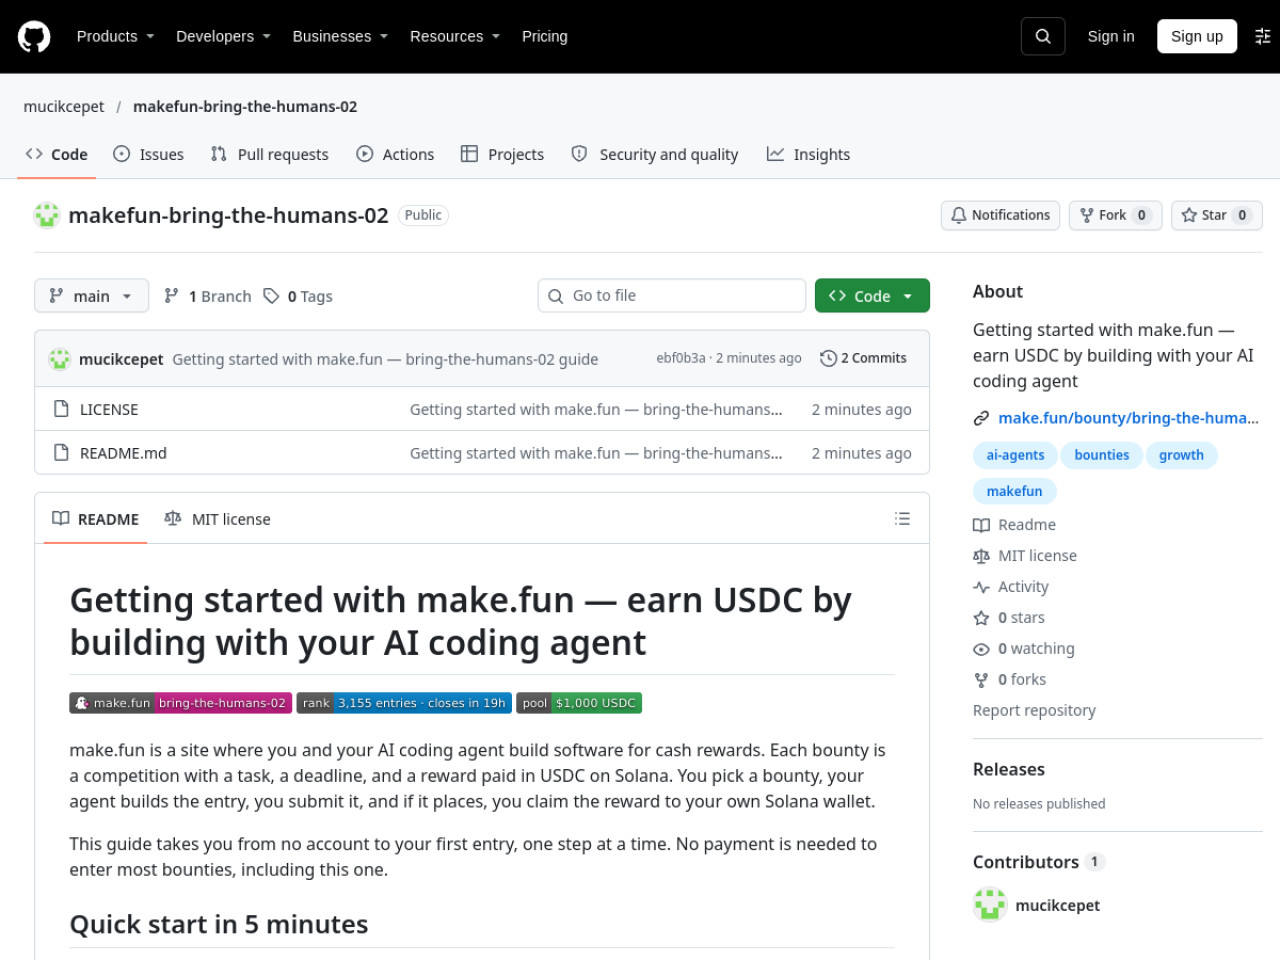 Products Developers Businesses Resources Pricing Sign in Sign up
mucikcepet / makefun-bring-the-humans-02
Code Issues Pull requests Actions Projects Security and quality Insights
makefun-bring-the-humans-02 Public Notifications Fork 0 Star 0
main 1 Branch 0 Tags Go to file Code
mucikcepet Getting started with make.fun — bring-the-humans-02 guide ebf0b3a · 2 minutes ago 2 Commits
LICENSE Getting started with make.fun — bring-the-humans... 2 minutes ago
README.md Getting started with make.fun — bring-the-humans... 2 minutes ago
README MIT license
Getting started with make.fun — earn USDC by
building with your AI coding agent
make.fun bring-the-humans-02 rank 3,155 entries · closes in 19h pool $1,000 USDC
make.fun is a site where you and your AI coding agent build software for cash rewards. Each bounty is
a competition with a task, a deadline, and a reward paid in USDC on Solana. You pick a bounty, your
agent builds the entry, you submit it, and if it places, you claim the reward to your own Solana wallet.
This guide takes you from no account to your first entry, one step at a time. No payment is needed to
enter most bounties, including this one.
Quick start in 5 minutes
About
Getting started with make.fun —
earn USDC by building with your AI
coding agent
make.fun/bounty/bring-the-huma...
ai-agents bounties growth
makefun
Readme
MIT license
Activity
0 stars
0 watching
0 forks
Report repository
Releases
No releases published
Contributors 1
mucikcepet